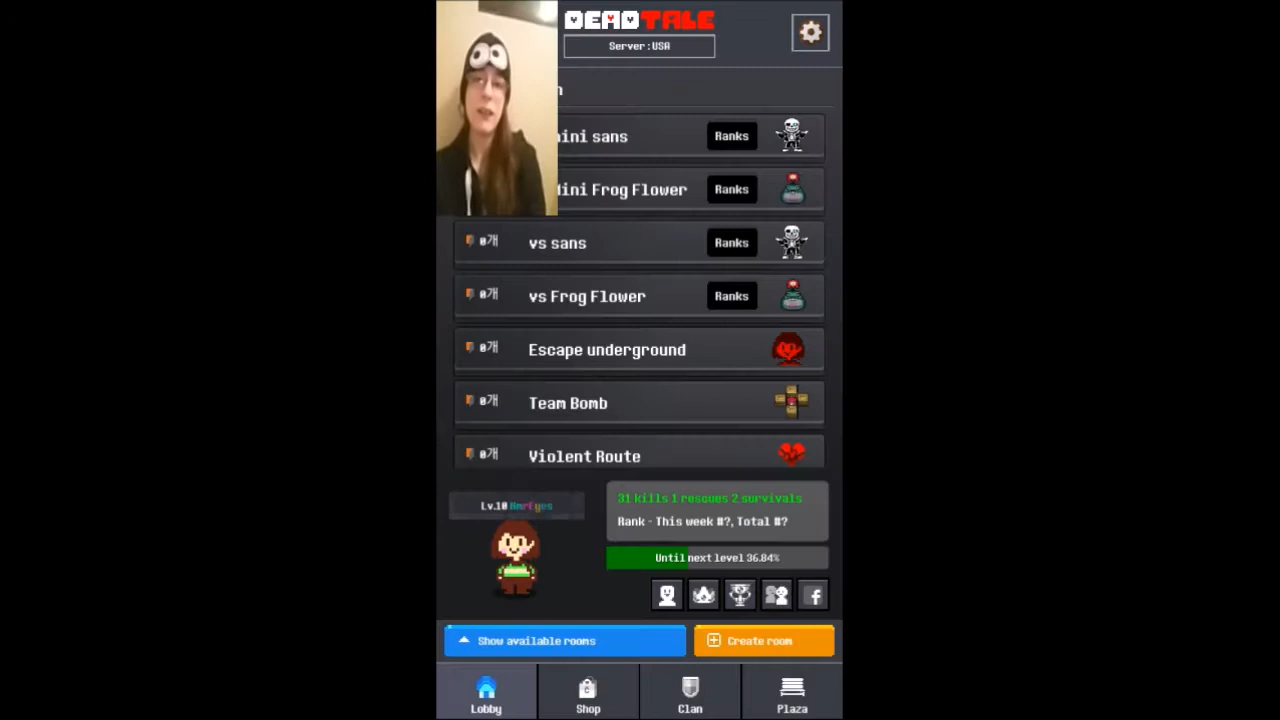 DEADTALE
Server:USA
n
ini sans Ranks
ini Frog Flower Ranks
0개 vs sans Ranks
0개 vs Frog Flower Ranks
0개 Escape underground
0개 Team Bomb
0개 Violent Route
31 kills 1 rescues 2 survivals
Lv.10 AmrEyes
Rank - This week #?, Total #?
Until next level 36.84%
Show available rooms
Create room
Lobby Shop Clan Plaza